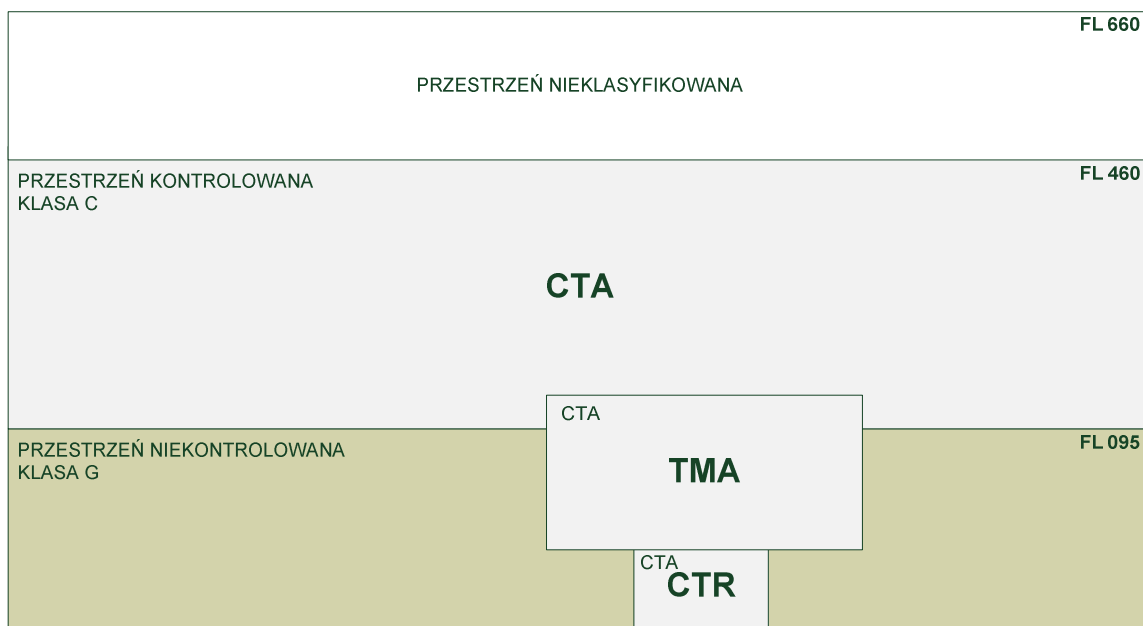 FL 660
PRZESTRZEŃ NIEKLASYFIKOWANA
PRZESTRZEŃ KONTROLOWANA
KLASA C
FL 460
CTA
CTA
PRZESTRZEŃ NIEKONTROLOWANA
KLASA G
FL 095
TMA
CTA
CTR